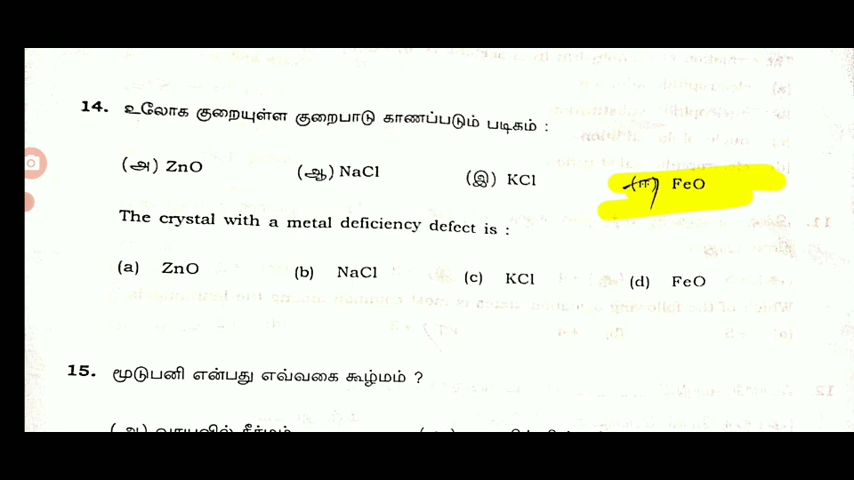 14. உலோக குறையுள்ள குறைபாடு காணப்படும் படிகம் :
(அ) ZnO (ஆ) NaCl (இ) KCl (ஈ) FeO
The crystal with a metal deficiency defect is :
(a) ZnO (b) NaCl (c) KCl (d) FeO
15. மூடுபனி என்பது எவ்வகை கூழ்மம் ?